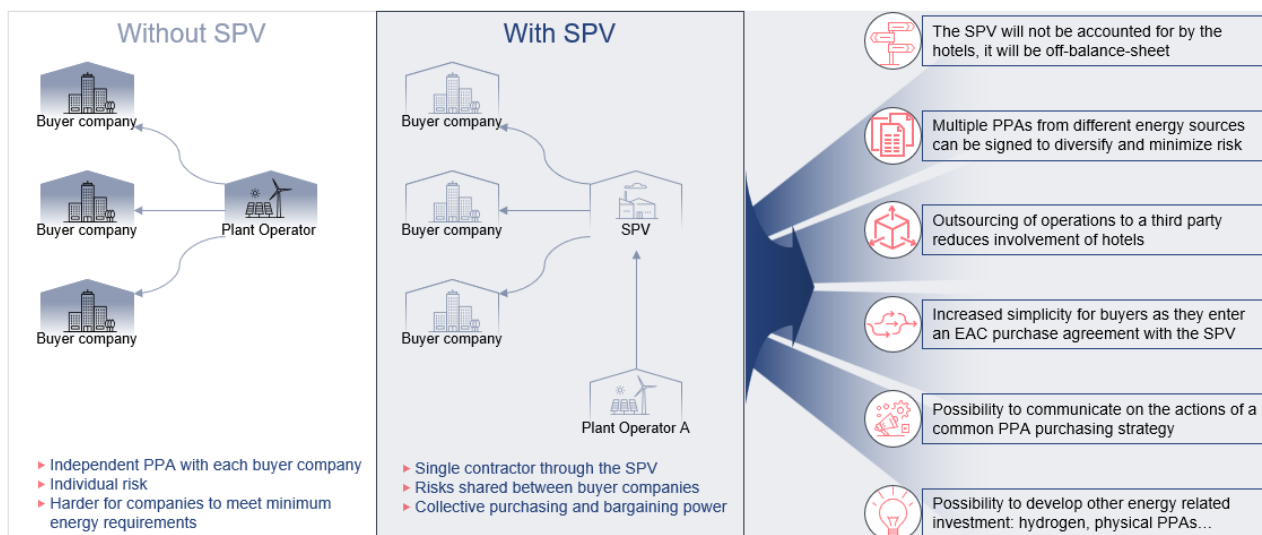 Without SPV
Buyer company
Buyer company
Plant Operator
Buyer company
Independent PPA with each buyer company
Individual risk
Harder for companies to meet minimum
energy requirements
With SPV
Buyer company
Buyer company
SPV
Buyer company
Plant Operator A
Single contractor through the SPV
Risks shared between buyer companies
Collective purchasing and bargaining power
The SPV will not be accounted for by the
hotels, it will be off-balance-sheet
Multiple PPAs from different energy sources
can be signed to diversify and minimize risk
Outsourcing of operations to a third party
reduces involvement of hotels
Increased simplicity for buyers as they enter
an EAC purchase agreement with the SPV
Possibility to communicate on the actions of a
common PPA purchasing strategy
Possibility to develop other energy related
investment: hydrogen, physical PPAs…